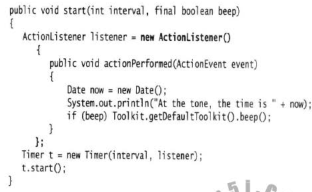 public void start(int interval, final boolean beep)
{
ActionListener listener = new ActionListener()
{
public void actionPerformed(ActionEvent event)
{
Date now = new Date();
System.out.println("At the tone, the time is " + now);
if (beep) Toolkit.getDefaultToolkit().beep();
}
};
Timer t = new Timer(interval, listener);
t.start();
}